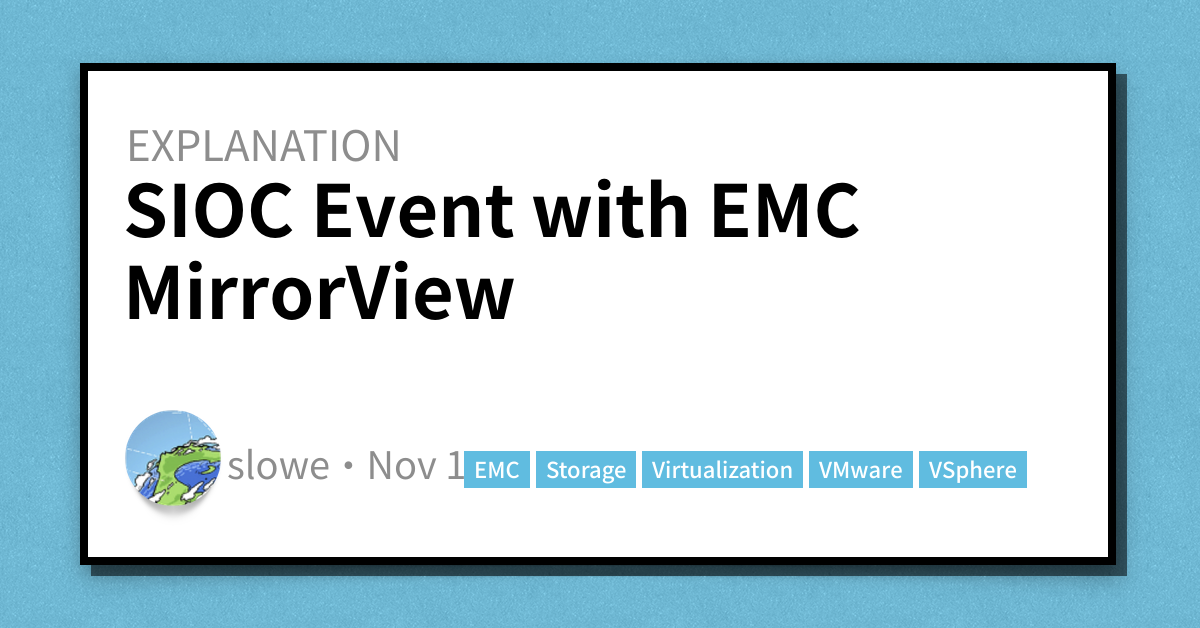 EXPLANATION
SIOC Event with EMC
MirrorView
slowe • Nov 1 EMC Storage Virtualization VMware VSphere